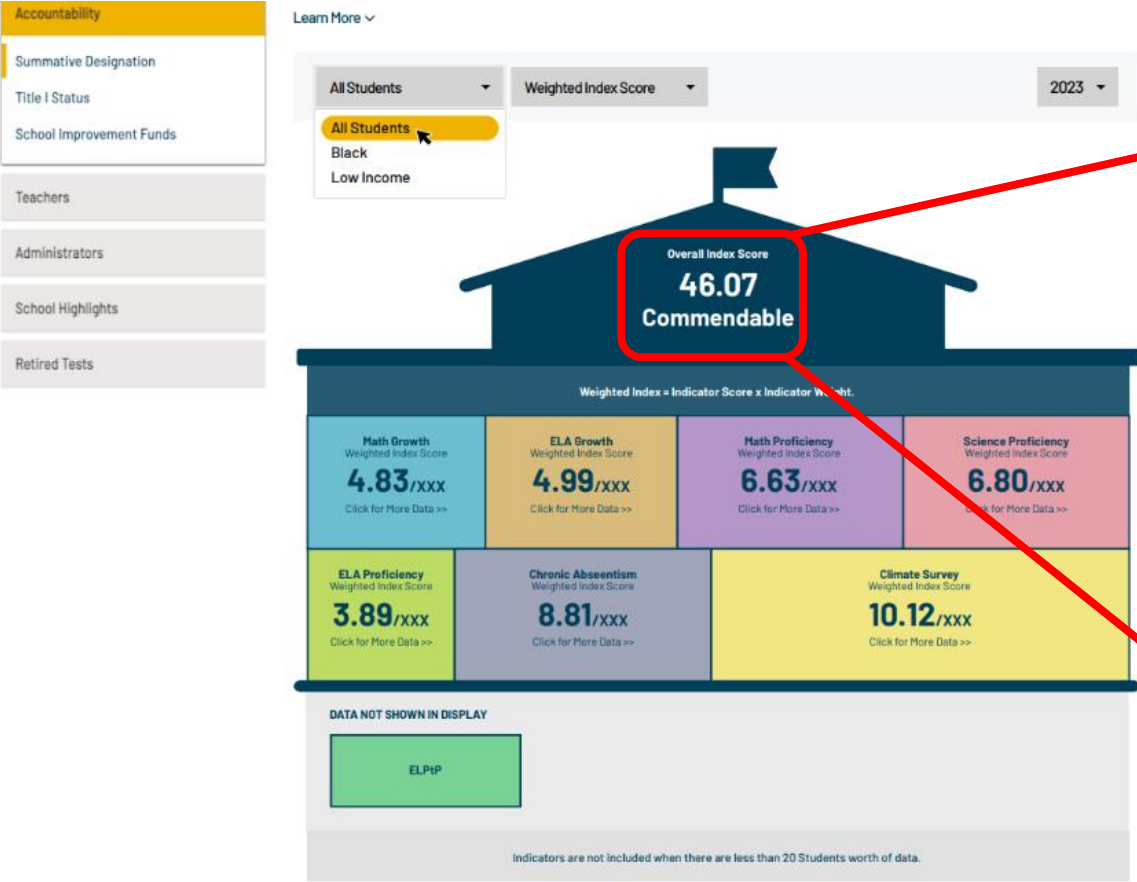 Accountability
Summative Designation
Title I Status
School Improvement Funds
Teachers
Administrators
School Highlights
Retired Tests
Learn More
All Students
Weighted Index Score
2023
All Students
Black
Low Income
Overall Index Score
46.07
Commendable
Weighted Index = Indicator Score x Indicator Weight.
Math Growth
Weighted Index Score
4.83/XXX
Click for More Data >>
ELA Growth
Weighted Index Score
4.99/XXX
Click for More Data >>
Math Proficiency
Weighted Index Score
6.63/XXX
Click for More Data >>
Science Proficiency
Weighted Index Score
6.80/XXX
Click for More Data >>
ELA Proficiency
Weighted Index Score
3.89/XXX
Click for More Data >>
Chronic Abseentism
Weighted Index Score
8.81/XXX
Click for More Data >>
Climate Survey
Weighted Index Score
10.12/XXX
Click for More Data >>
DATA NOT SHOWN IN DISPLAY
ELPtP
Indicators are not included when there are less than 20 Students worth of data.